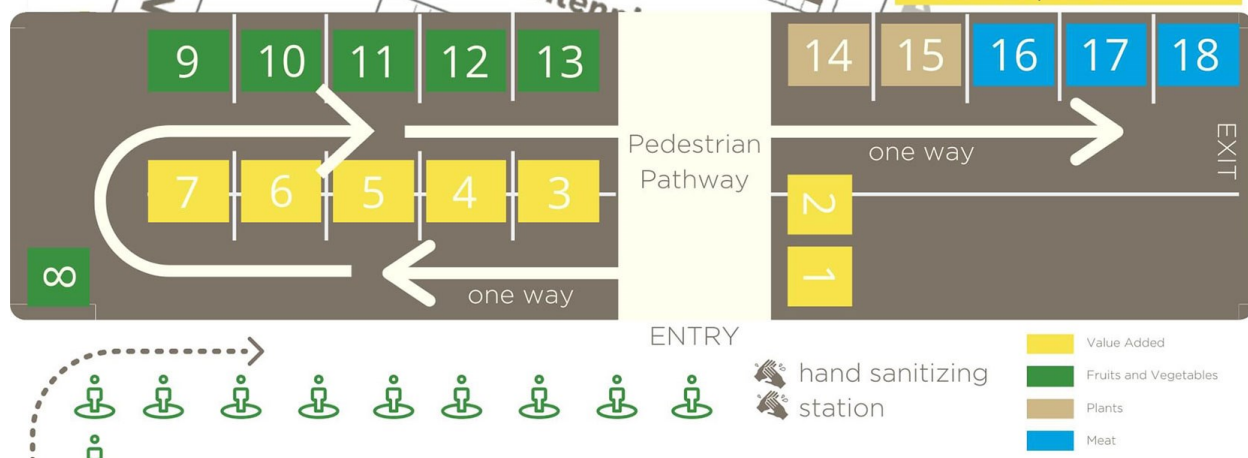 9 10 11 12 13
14 15 16 17 18
Pedestrian
Pathway
one way
EXIT
7 6 5 4 3
2
8
1
one way
ENTRY
hand sanitizing
station
Value Added
Fruits and Vegetables
Plants
Meat